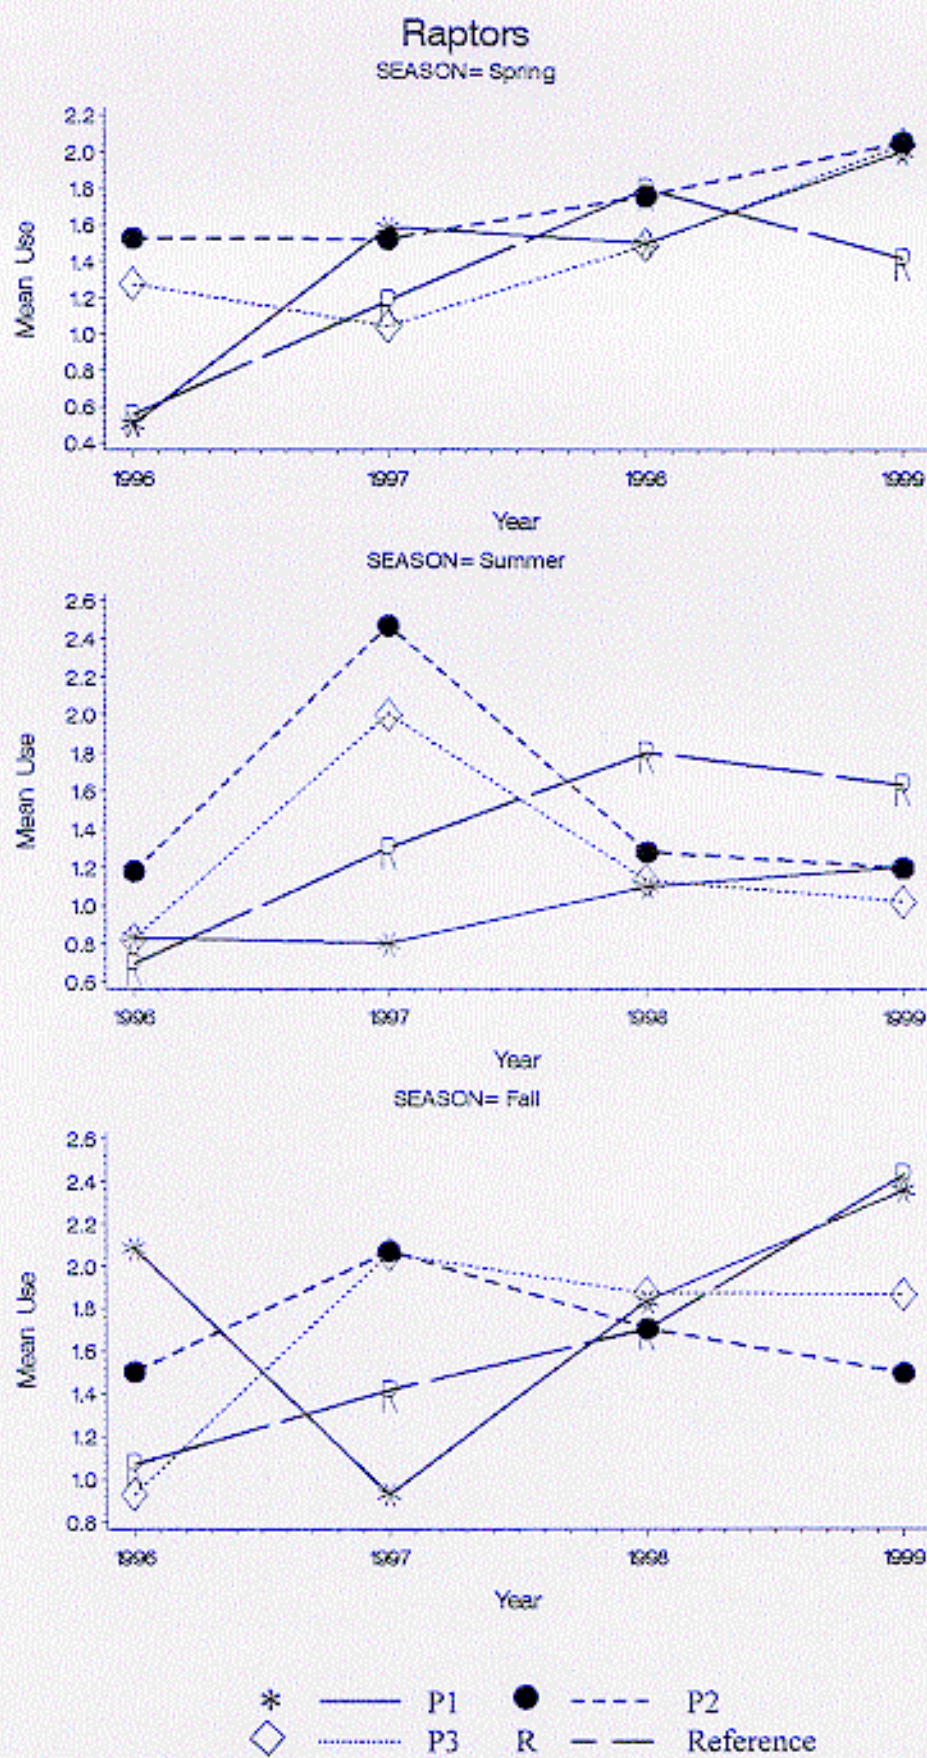 Raptors
SEASON= Spring
2.2
2.0
1.8
1.6
1.4
1.2
1.0
0.8
0.6
0.4
Mean Use
1996 1997 1998 1999
Year
SEASON= Summer
2.6
2.4
2.2
2.0
1.8
1.6
1.4
1.2
1.0
0.8
0.6
Mean Use
R R R R
1996 1997 1998 1999
Year
SEASON= Fall
2.6
2.4
2.2
2.0
1.8
1.6
1.4
1.2
1.0
0.8
Mean Use
1996 1997 1998 1999
Year
* P1 P2
P3 R Reference